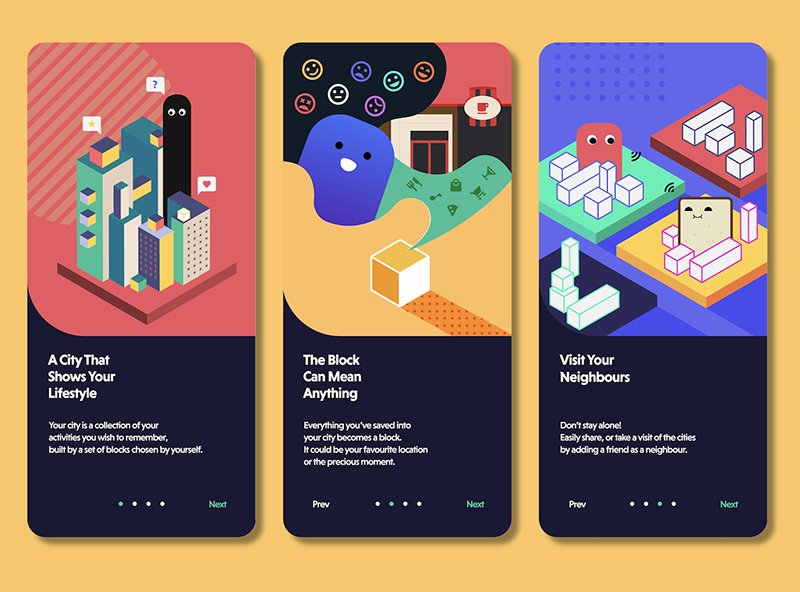 ?
A City That
Shows Your
Lifestyle
Your city is a collection of your
activities you wish to remember,
built by a set of blocks chosen by yourself.
Next
The Block
Can Mean
Anything
Everything you've saved into
your city becomes a block.
It could be your favourite location
or the precious moment.
Prev
Next
Visit Your
Neighbours
Don't stay alone!
Easily share, or take a visit of the cities
by adding a friend as a neighbour.
Prev
Next